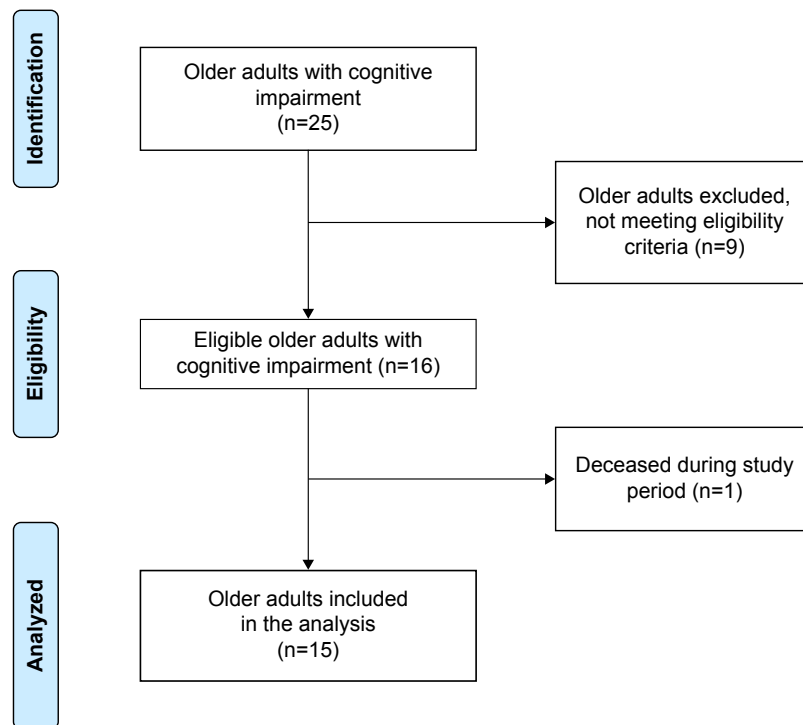 Identification
Older adults with cognitive
impairment
(n=25)
Older adults excluded,
not meeting eligibility
criteria (n=9)
Eligibility
Eligible older adults with
cognitive impairment (n=16)
Deceased during study
period (n=1)
Analyzed
Older adults included
in the analysis
(n=15)